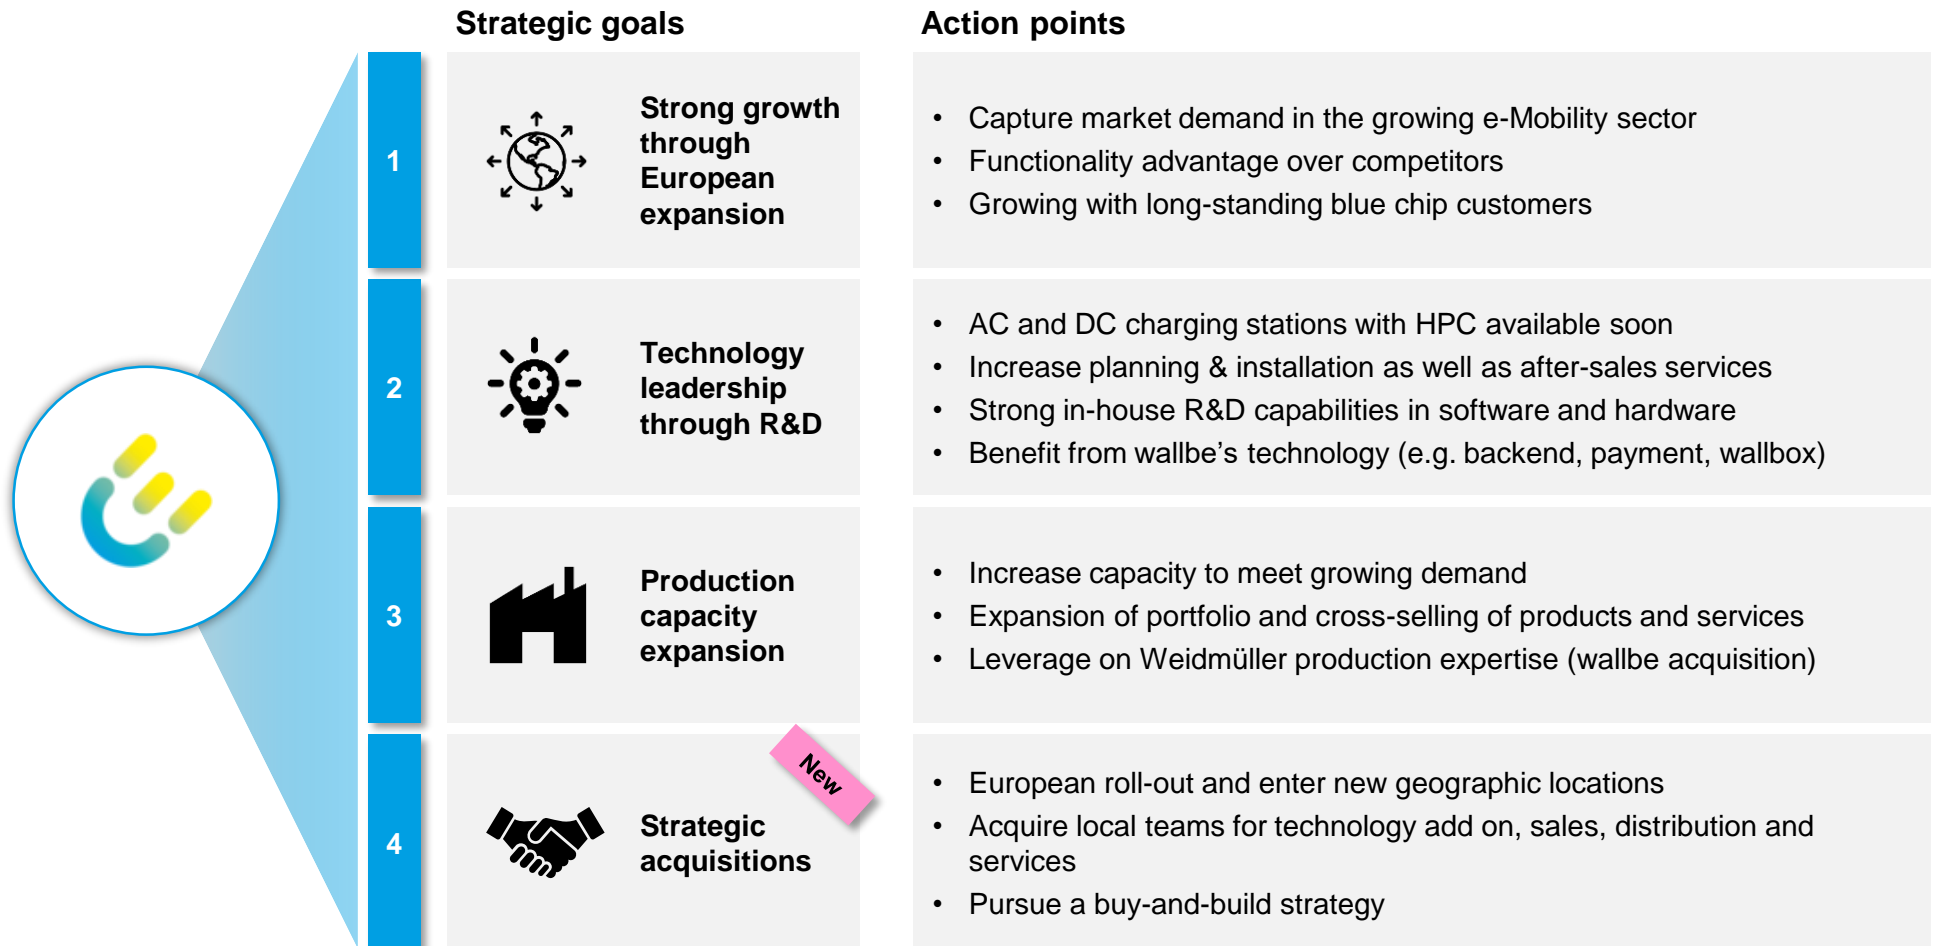 Strategic goals
Action points
1
Strong growth
through
European
expansion
• Capture market demand in the growing e-Mobility sector
• Functionality advantage over competitors
• Growing with long-standing blue chip customers
2
Technology
leadership
through R&D
• AC and DC charging stations with HPC available soon
• Increase planning & installation as well as after-sales services
• Strong in-house R&D capabilities in software and hardware
• Benefit from wallbe’s technology (e.g. backend, payment, wallbox)
3
Production
capacity
expansion
• Increase capacity to meet growing demand
• Expansion of portfolio and cross-selling of products and services
• Leverage on Weidmüller production expertise (wallbe acquisition)
4
Strategic
acquisitions
New
• European roll-out and enter new geographic locations
• Acquire local teams for technology add on, sales, distribution and
services
• Pursue a buy-and-build strategy